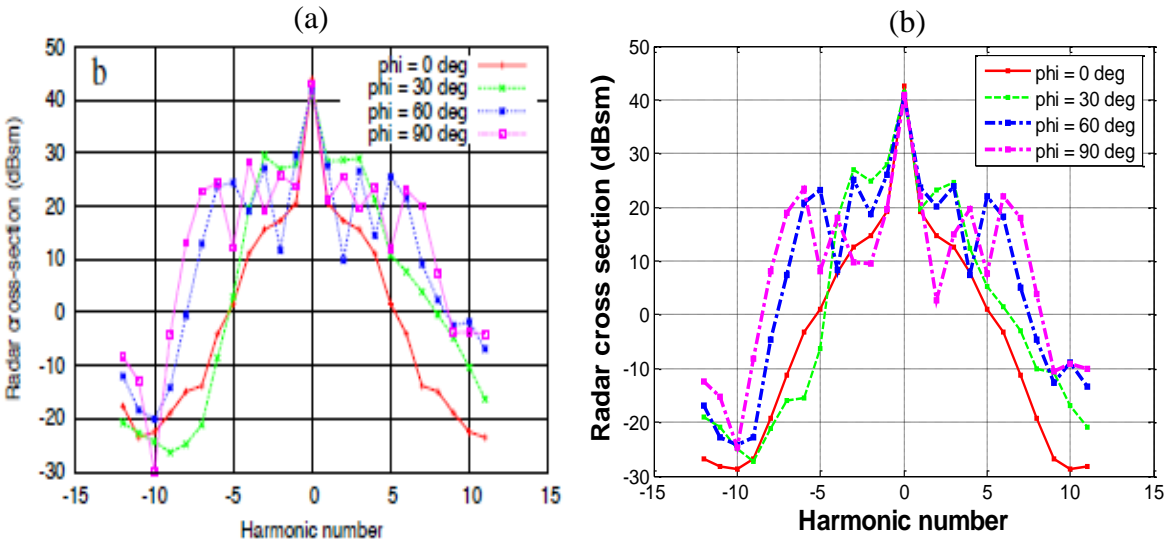 (a)
b
phi = 0 deg
phi = 30 deg
phi = 60 deg
phi = 90 deg
Radar cross-section (dBsm)
50
40
30
20
10
0
-10
-20
-30
-15 -10 -5 0 5 10 15
Harmonic number
(b)
phi = 0 deg
phi = 30 deg
phi = 60 deg
phi = 90 deg
Radar cross section (dBsm)
50
40
30
20
10
0
-10
-20
-30
-15 -10 -5 0 5 10 15
Harmonic number